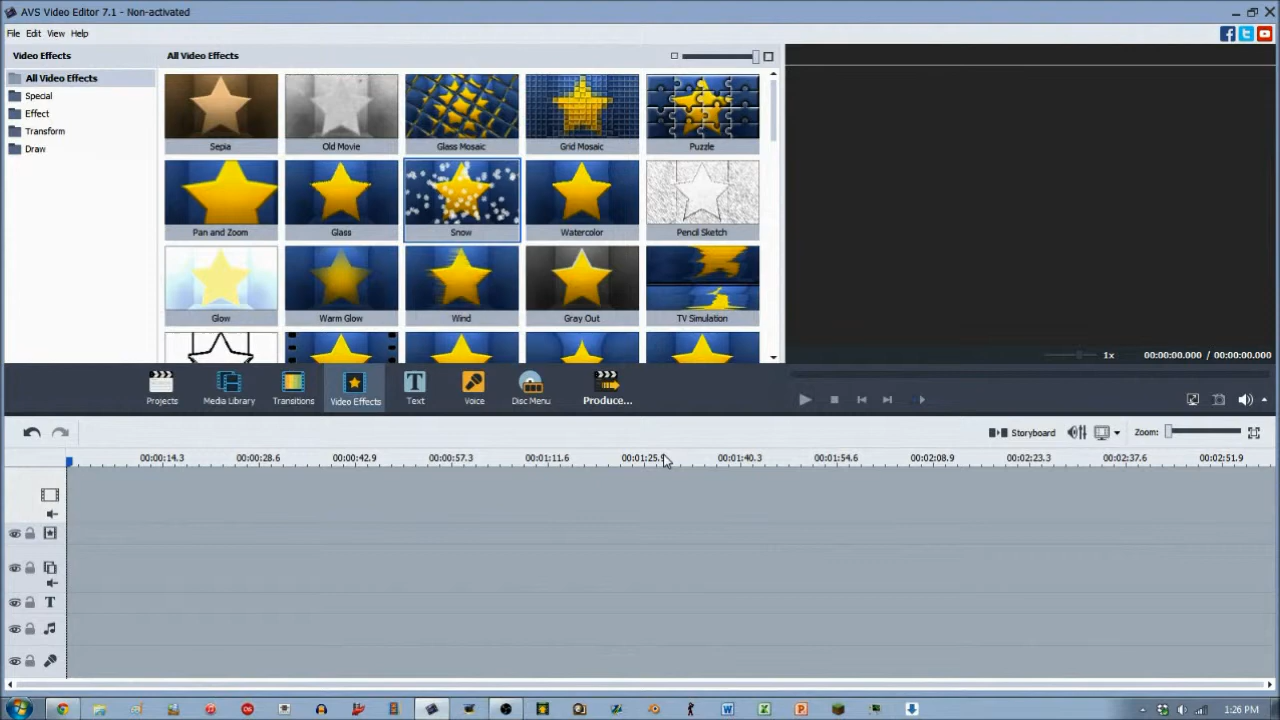 AVS Video Editor 7.1 - Non-activated
File Edit View Help
Video Effects
All Video Effects
All Video Effects
Special
Effect
Transform
Draw
Sepia
Old Movie
Glass Mosaic
Grid Mosaic
Puzzle
Pan and Zoom
Glass
Snow
Watercolor
Pencil Sketch
Glow
Warm Glow
Wind
Gray Out
TV Simulation
1x
00:00:00.000 / 00:00:00.000
Projects
Media Library
Transitions
Video Effects
Text
Voice
Disc Menu
Produce...
Storyboard
Zoom:
00:00:14.3 00:00:28.6 00:00:42.9 00:00:57.3 00:01:11.6 00:01:25.9 00:01:40.3 00:01:54.6 00:02:08.9 00:02:23.3 00:02:37.6 00:02:51.9
1:26 PM